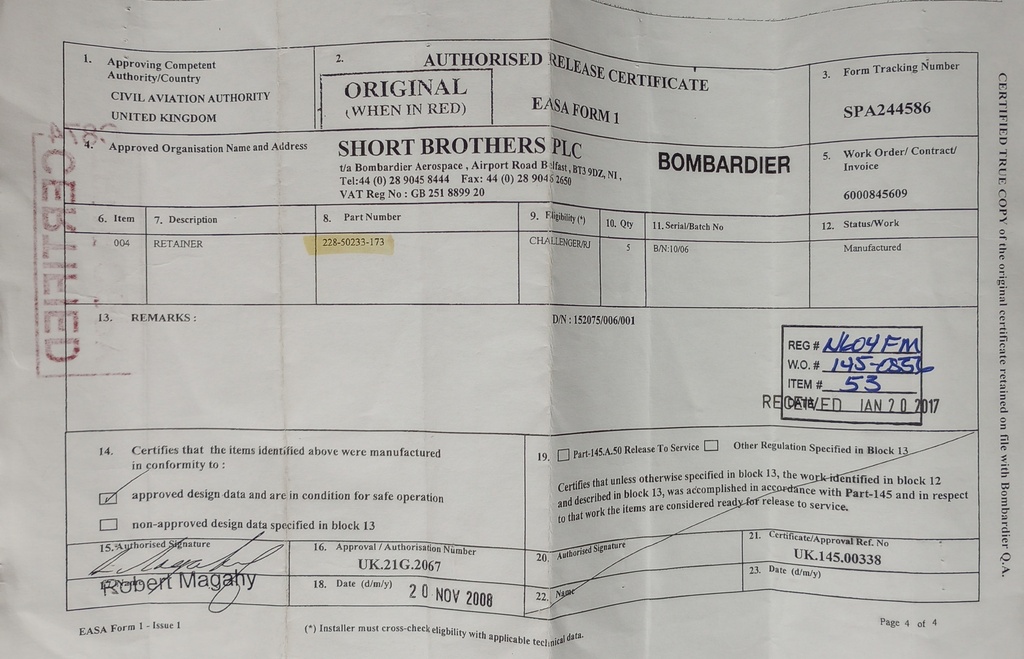 1. Approving Competent Authority/Country
CIVIL AVIATION AUTHORITY
UNITED KINGDOM
2. AUTHORISED RELEASE CERTIFICATE
ORIGINAL
(WHEN IN RED)
EASA FORM 1
3. Form Tracking Number
SPA244586
4. Approved Organisation Name and Address
SHORT BROTHERS PLC
t/a Bombardier Aerospace , Airport Road Belfast, BT3 9DZ, N1 ,
Tel:44 (0) 28 9045 8444 Fax: 44 (0) 28 9045 2650
VAT Reg No : GB 251 8899 20
BOMBARDIER
5. Work Order/ Contract/ Invoice
6000845609
6. Item 7. Description 8. Part Number 9. Eligibility (*) 10. Qty 11. Serial/Batch No 12. Status/Work
004 RETAINER 228-50233-173 CHALLENGER/RJ 5 B/N:10/06 Manufactured
13. REMARKS :
D/N : 152075/006/001
REG # N604FM
W.O. #
ITEM # 53
DATE
RECEIVED JAN 20 2017
14. Certifies that the items identified above were manufactured
in conformity to :
approved design data and are in condition for safe operation
non-approved design data specified in block 13
19. Part-145.A.50 Release To Service Other Regulation Specified in Block 13
Certifies that unless otherwise specified in block 13, the work identified in block 12
and described in block 13, was accomplished in accordance with Part-145 and in respect
to that work the items are considered ready for release to service.
15. Authorised Signature
Robert Magahy
16. Approval / Authorisation Number
UK.21G.2067
18. Date (d/m/y)
20 NOV 2008
20. Authorised Signature
21. Certificate/Approval Ref. No
UK.145.00338
22. Name
23. Date (d/m/y)
EASA Form 1 - Issue 1
(*) Installer must cross-check eligbility with applicable technical data.
Page 4 of 4
CERTIFIED TRUE COPY of the original certificate retained on file with Bombardier Q.A.